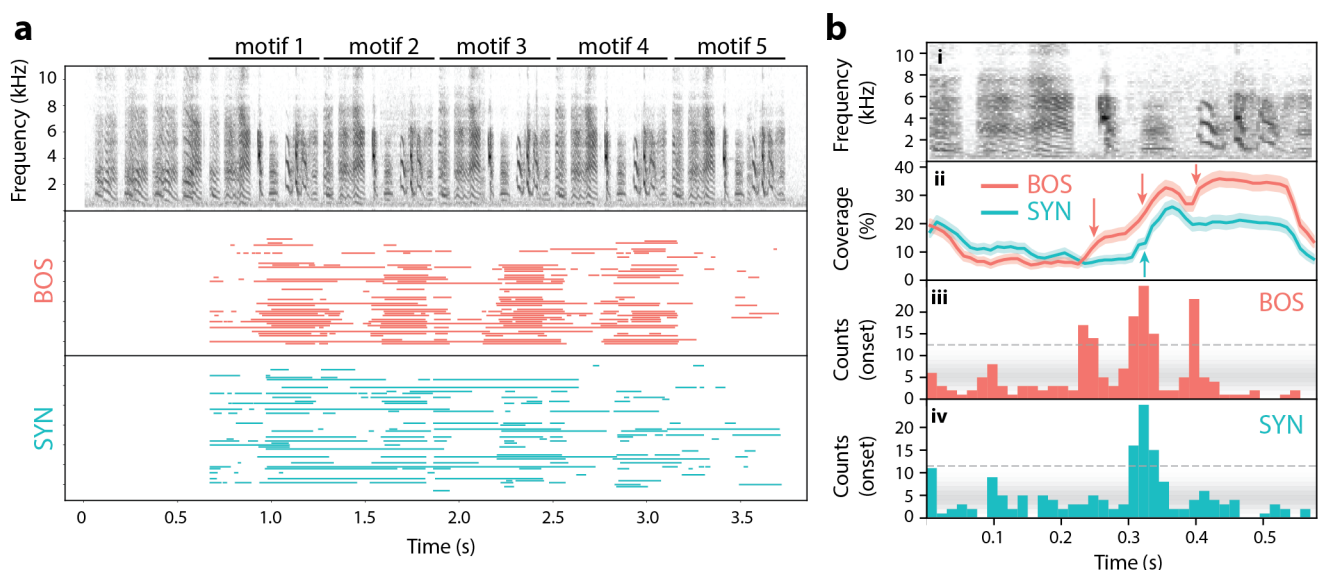 a
motif 1 motif 2 motif 3 motif 4 motif 5
Frequency (kHz)
10
8
6
4
2
BOS
SYN
0 0.5 1.0 1.5 2.0 2.5 3.0 3.5
Time (s)
b
i
Frequency
(kHz)
10
8
6
4
2
ii
BOS
SYN
Coverage
(%)
40
30
20
10
0
iii
BOS
Counts
(onset)
20
15
10
5
0
iv
SYN
Counts
(onset)
20
15
10
5
0
0.1 0.2 0.3 0.4 0.5
Time (s)